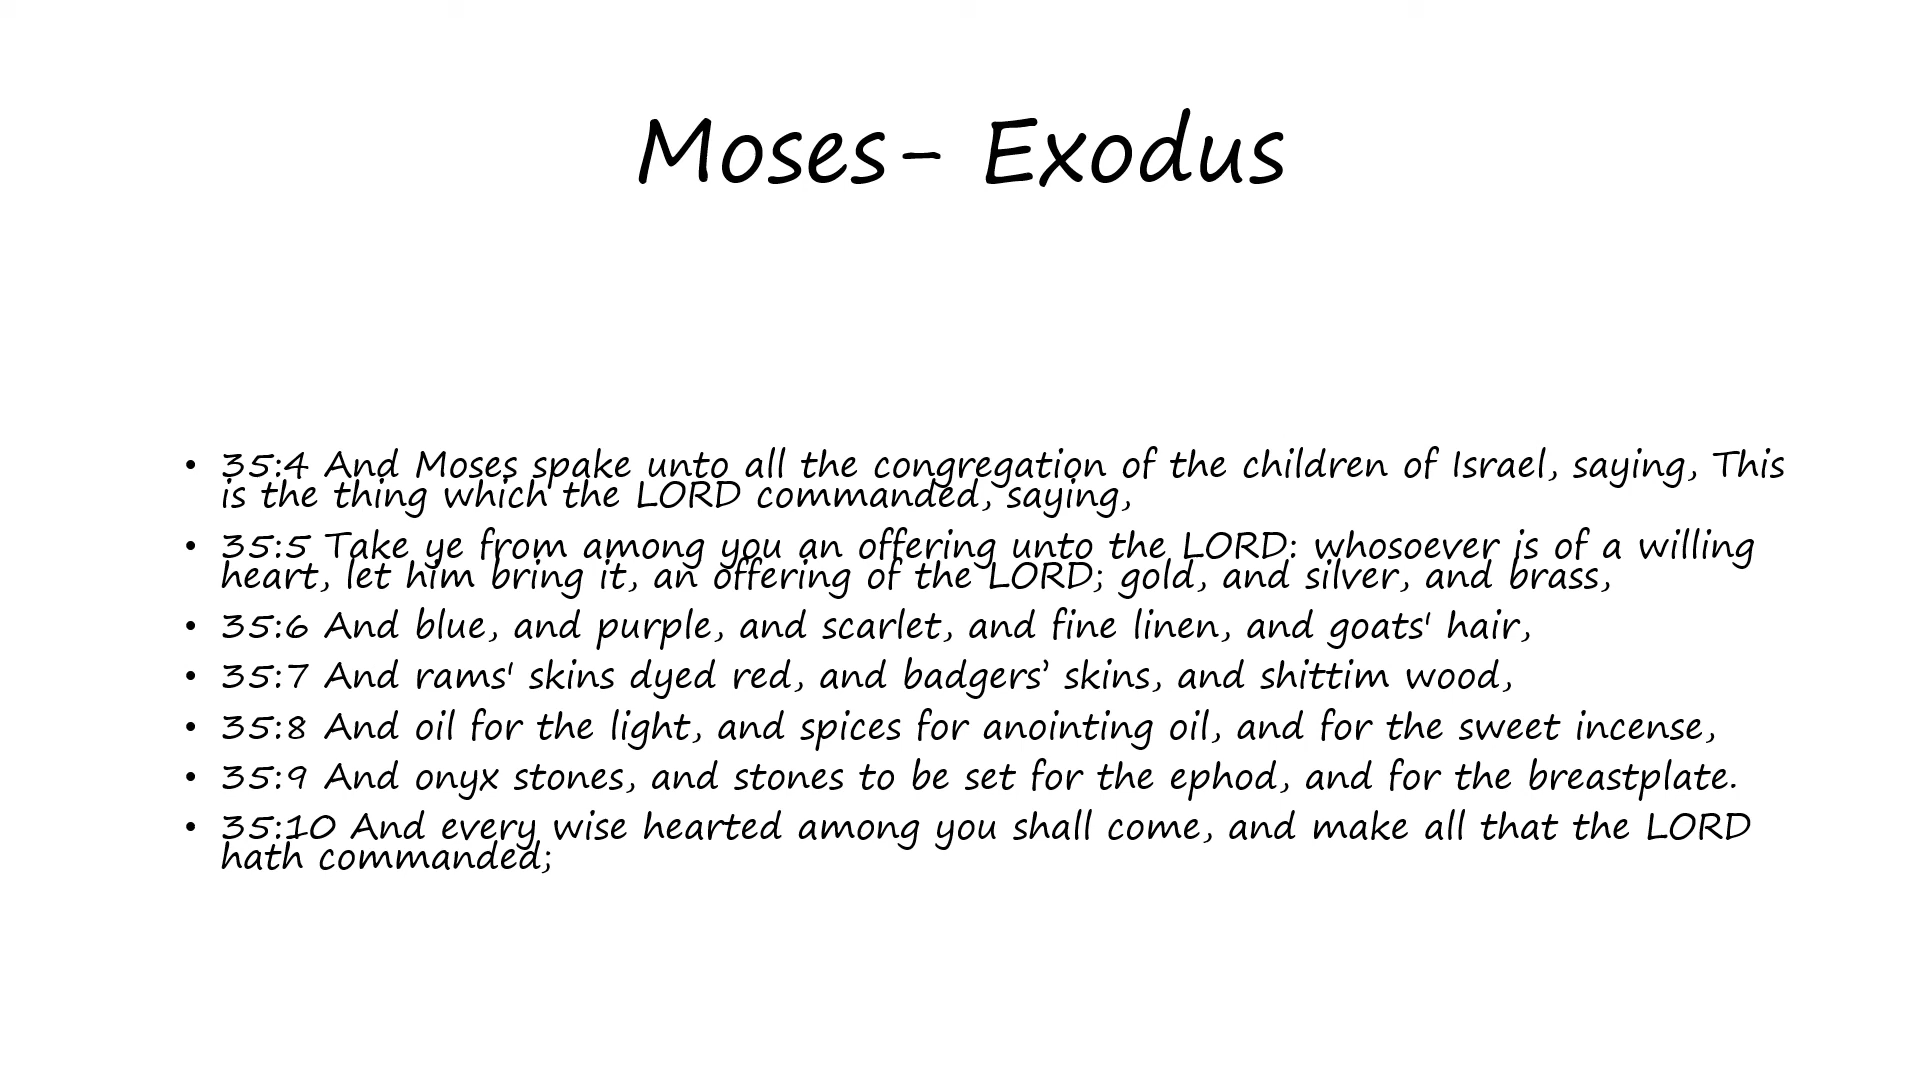 Moses- Exodus
• 35:4 And Moses spake unto all the congregation of the children of Israel, saying, This
is the thing which the LORD commanded, saying,
• 35:5 Take ye from among you an offering unto the LORD: whosoever is of a willing
heart, let him bring it, an offering of the LORD; gold, and silver, and brass,
• 35:6 And blue, and purple, and scarlet, and fine linen, and goats' hair,
• 35:7 And rams' skins dyed red, and badgers’ skins, and shittim wood,
• 35:8 And oil for the light, and spices for anointing oil, and for the sweet incense,
• 35:9 And onyx stones, and stones to be set for the ephod, and for the breastplate.
• 35:10 And every wise hearted among you shall come, and make all that the LORD
hath commanded;